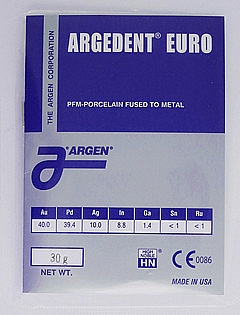 ARGEDENT® EURO
THE ARGEN CORPORATION
PFM-PORCELAIN FUSED TO METAL
ARGEN®
Au Pd Ag In Ga Sn Ru
40.0 39.4 10.0 8.8 1.4 < 1 < 1
30 g
NET WT.
HIGH NOBLE
HN
CE 0086
MADE IN USA